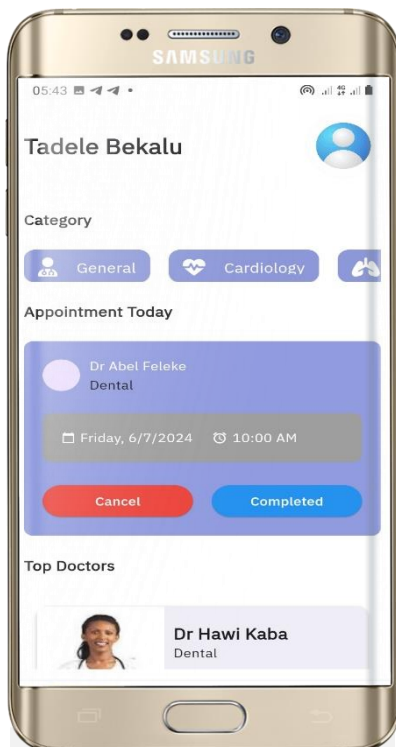 SAMSUNG
05:43
4G
Tadele Bekalu
Category
General
Cardiology
Appointment Today
Dr Abel Feleke
Dental
Friday, 6/7/2024 10:00 AM
Cancel Completed
Top Doctors
Dr Hawi Kaba
Dental